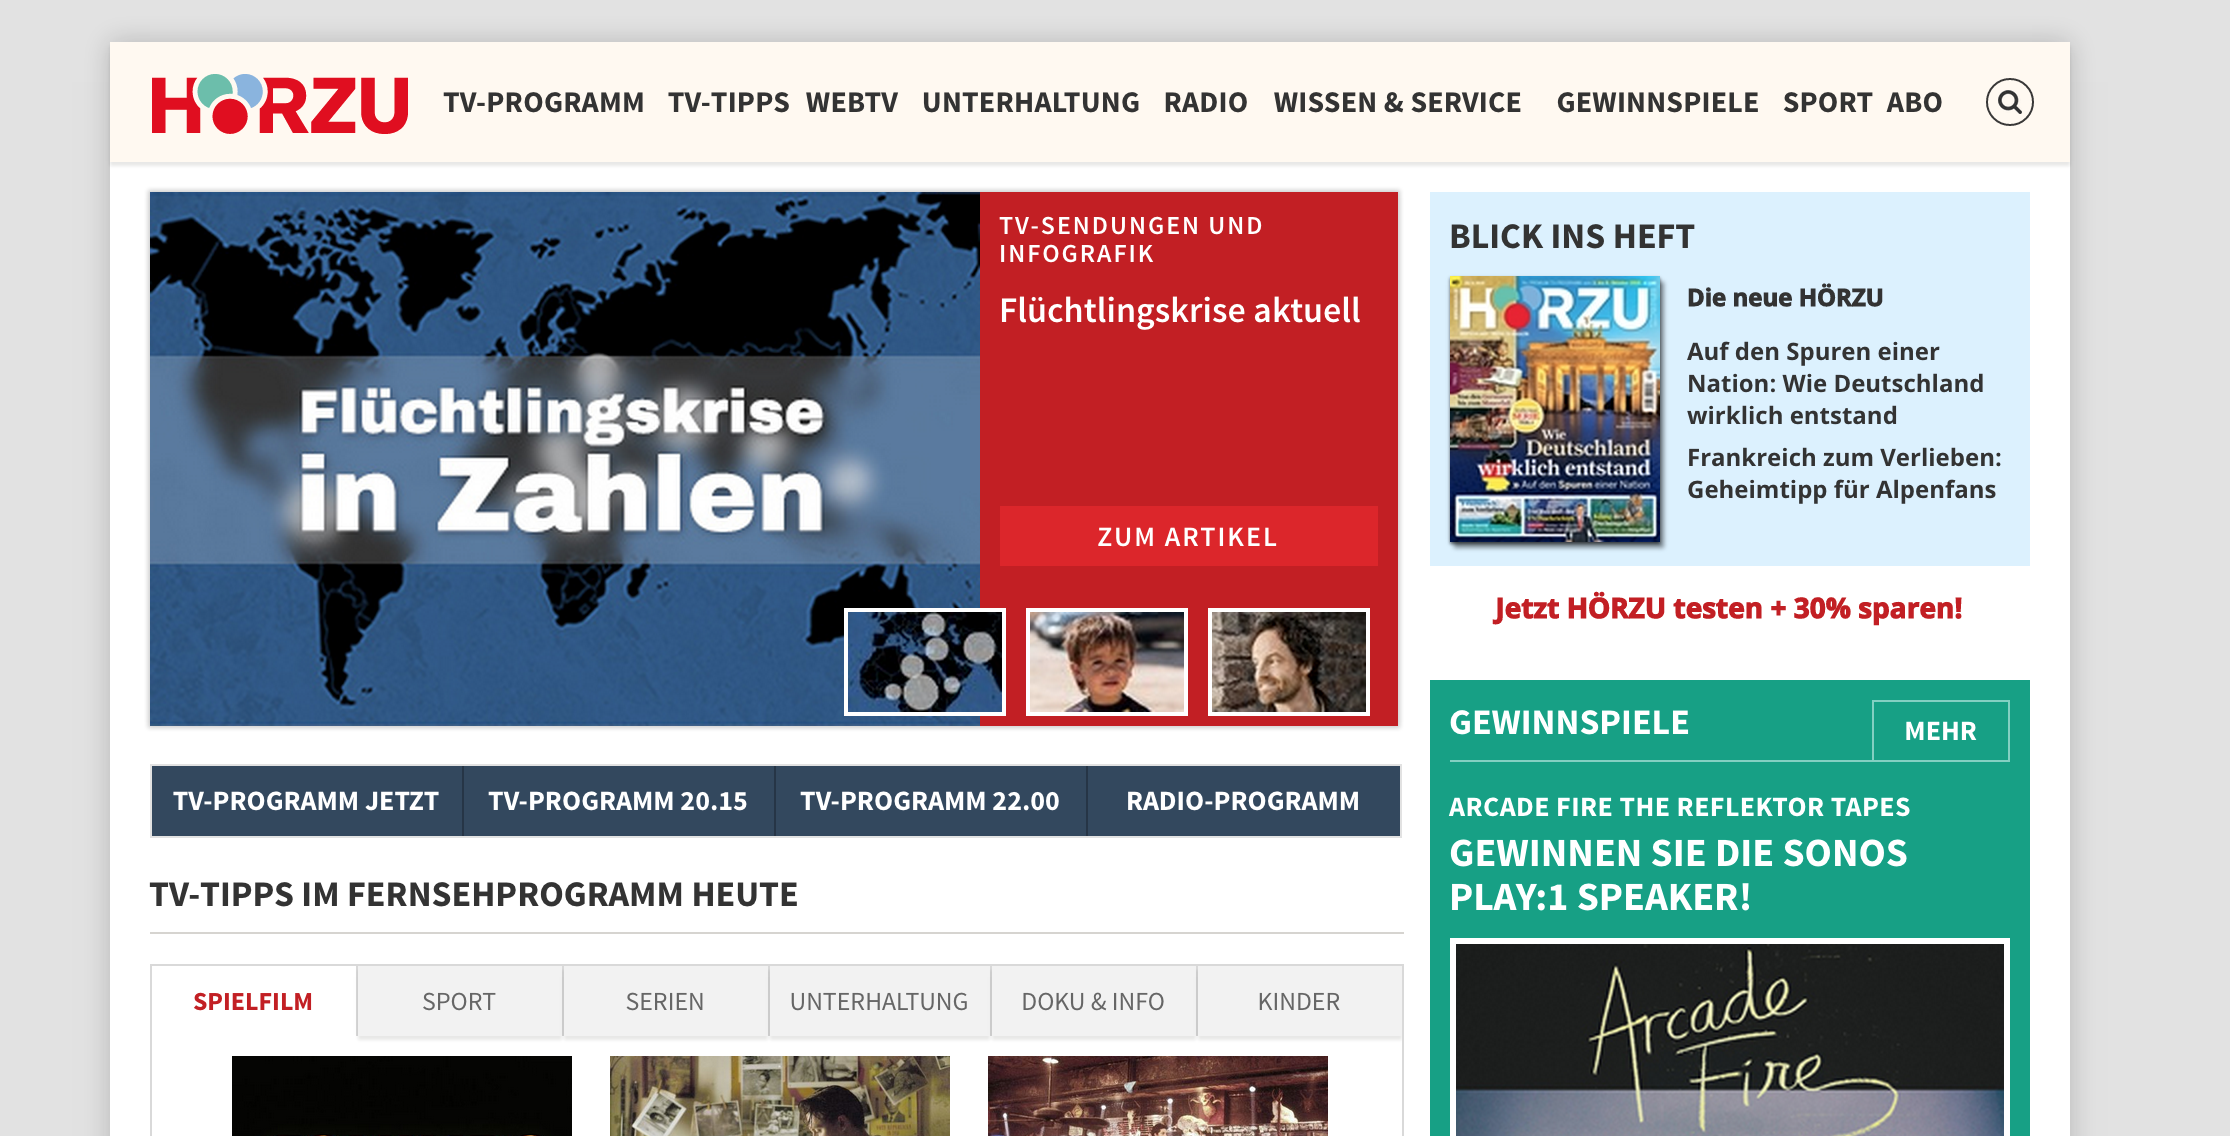 HÖRZU
TV-PROGRAMM TV-TIPPS WEBTV UNTERHALTUNG RADIO WISSEN & SERVICE GEWINNSPIELE SPORT ABO
Flüchtlingskrise
in Zahlen
TV-SENDUNGEN UND
INFOGRAFIK
Flüchtlingskrise aktuell
ZUM ARTIKEL
BLICK INS HEFT
HÖRZU
Wie
Deutschland
wirklich entstand
» Auf den Spuren einer Nation
Die neue HÖRZU
Auf den Spuren einer
Nation: Wie Deutschland
wirklich entstand
Frankreich zum Verlieben:
Geheimtipp für Alpenfans
Jetzt HÖRZU testen + 30% sparen!
TV-PROGRAMM JETZT TV-PROGRAMM 20.15 TV-PROGRAMM 22.00 RADIO-PROGRAMM
TV-TIPPS IM FERNSEHPROGRAMM HEUTE
SPIELFILM SPORT SERIEN UNTERHALTUNG DOKU & INFO KINDER
GEWINNSPIELE
MEHR
ARCADE FIRE THE REFLEKTOR TAPES
GEWINNEN SIE DIE SONOS
PLAY:1 SPEAKER!
Arcade
Fire